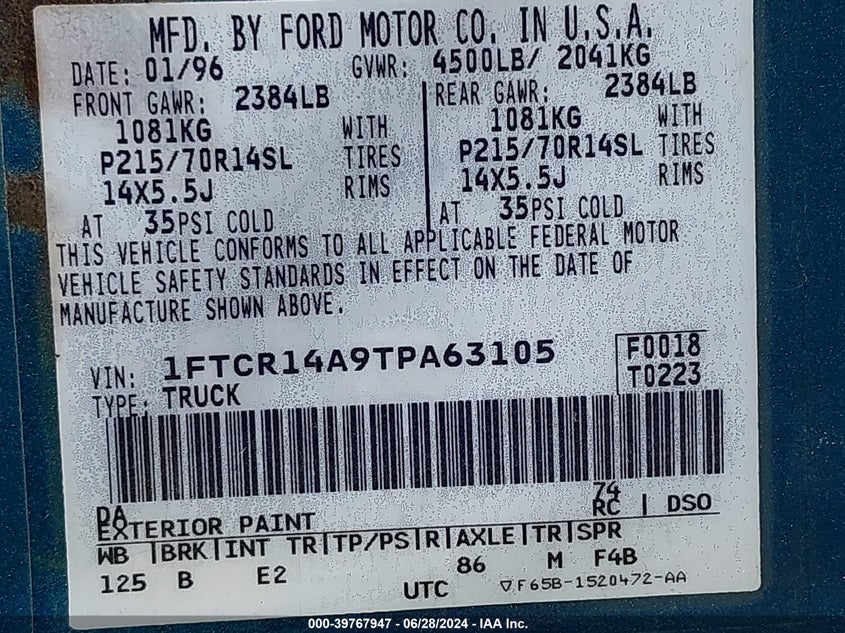 MFD. BY FORD MOTOR CO. IN U.S.A.
DATE: 01/96 GVWR: 4500LB/ 2041KG
FRONT GAWR: 2384LB REAR GAWR: 2384LB
1081KG WITH 1081KG WITH
P215/70R14SL TIRES P215/70R14SL TIRES
14X5.5J RIMS 14X5.5J RIMS
AT 35PSI COLD AT 35PSI COLD
THIS VEHICLE CONFORMS TO ALL APPLICABLE FEDERAL MOTOR
VEHICLE SAFETY STANDARDS IN EFFECT ON THE DATE OF
MANUFACTURE SHOWN ABOVE.
VIN: 1FTCR14A9TPA63105 F0018
TYPE: TRUCK T0223
DA 74
EXTERIOR PAINT RC | DSO
WB |BRK|INT TR|TP/PS|R|AXLE|TR|SPR
125 B E2 86 M F4B
UTC ▽F65B-1520472-AA
000-39767947 - 06/28/2024 - IAA Inc.